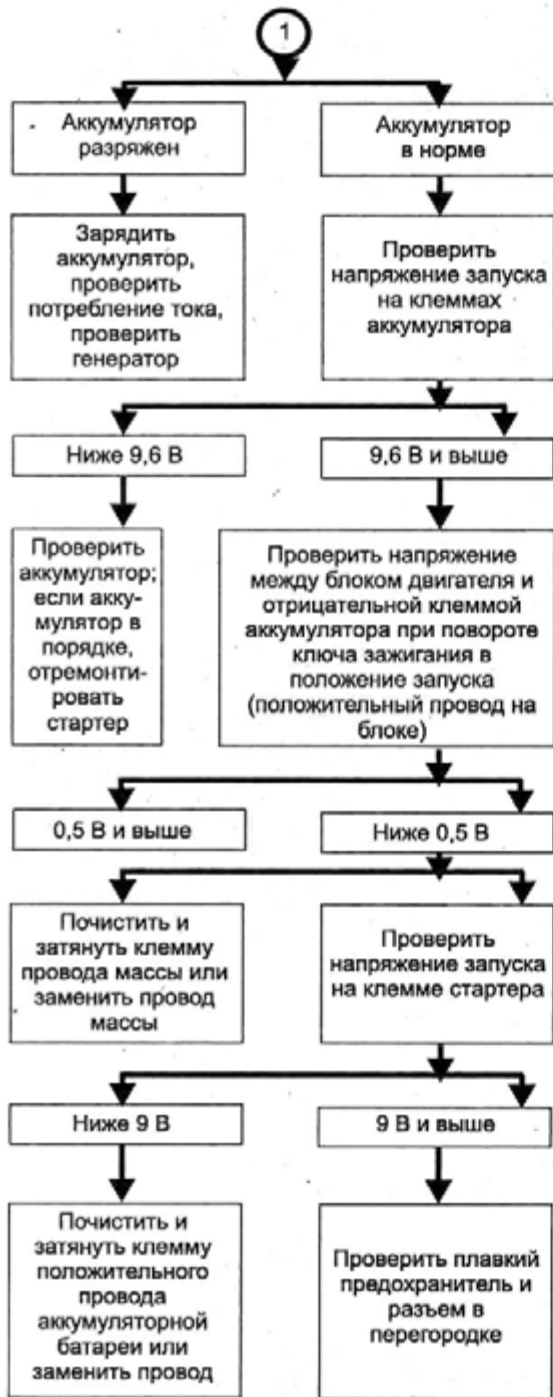 1
Аккумулятор
разряжен
Аккумулятор
в норме
Зарядить
аккумулятор,
проверить
потребление тока,
проверить
генератор
Проверить
напряжение запуска
на клеммах
аккумулятора
Ниже 9,6 В
9,6 В и выше
Проверить
аккумулятор;
если акку-
мулятор в
порядке,
отремонти-
ровать
стартер
Проверить напряжение
между блоком двигателя и
отрицательной клеммой
аккумулятора при повороте
ключа зажигания в
положение запуска
(положительный провод на
блоке)
0,5 В и выше
Ниже 0,5 В
Почистить и
затянуть клемму
провода массы или
заменить провод
массы
Проверить
напряжение запуска
на клемме стартера
Ниже 9 В
9 В и выше
Почистить и
затянуть клемму
положительного
провода
аккумуляторной
батареи или
заменить провод
Проверить плавкий
предохранитель и
разъем в
перегородке